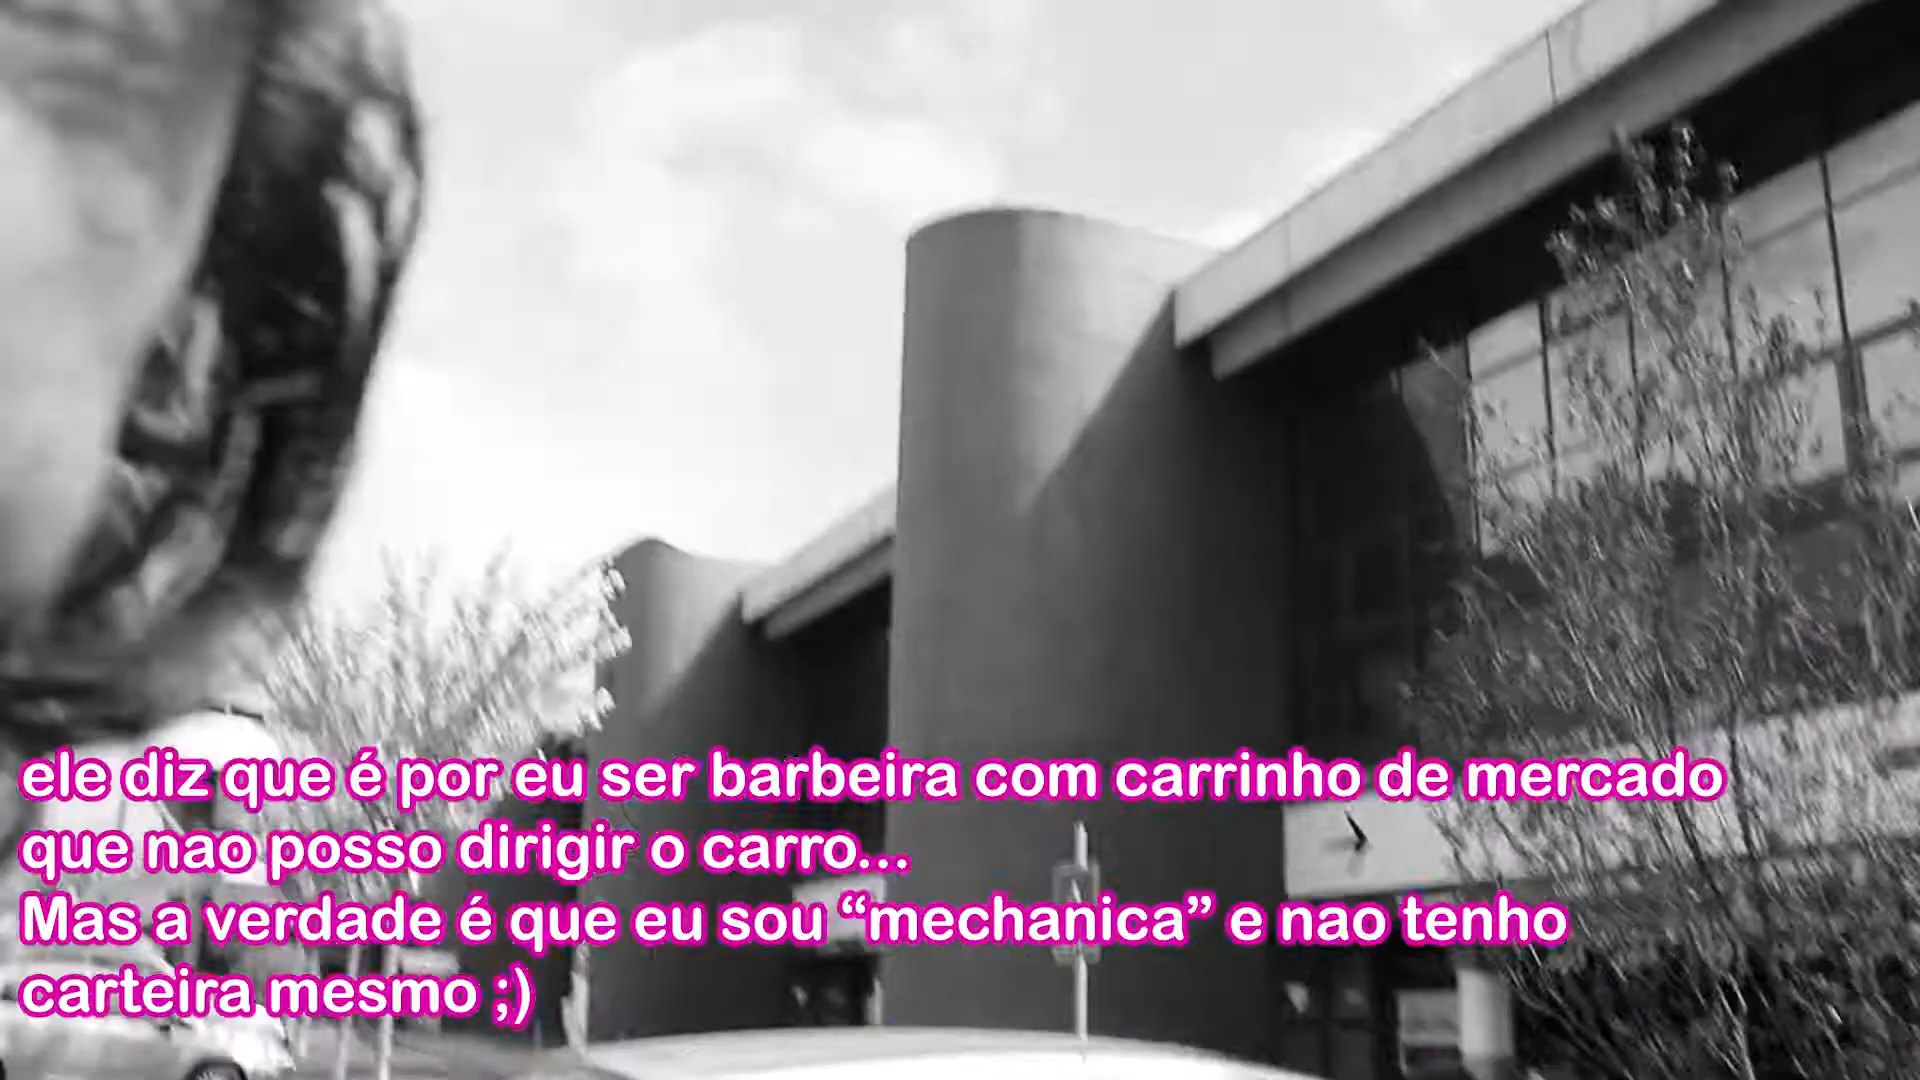 ele diz que é por eu ser barbeira com carrinho de mercado
que nao posso dirigir o carro...
Mas a verdade é que eu sou “mechanica” e nao tenho
carteira mesmo ;)